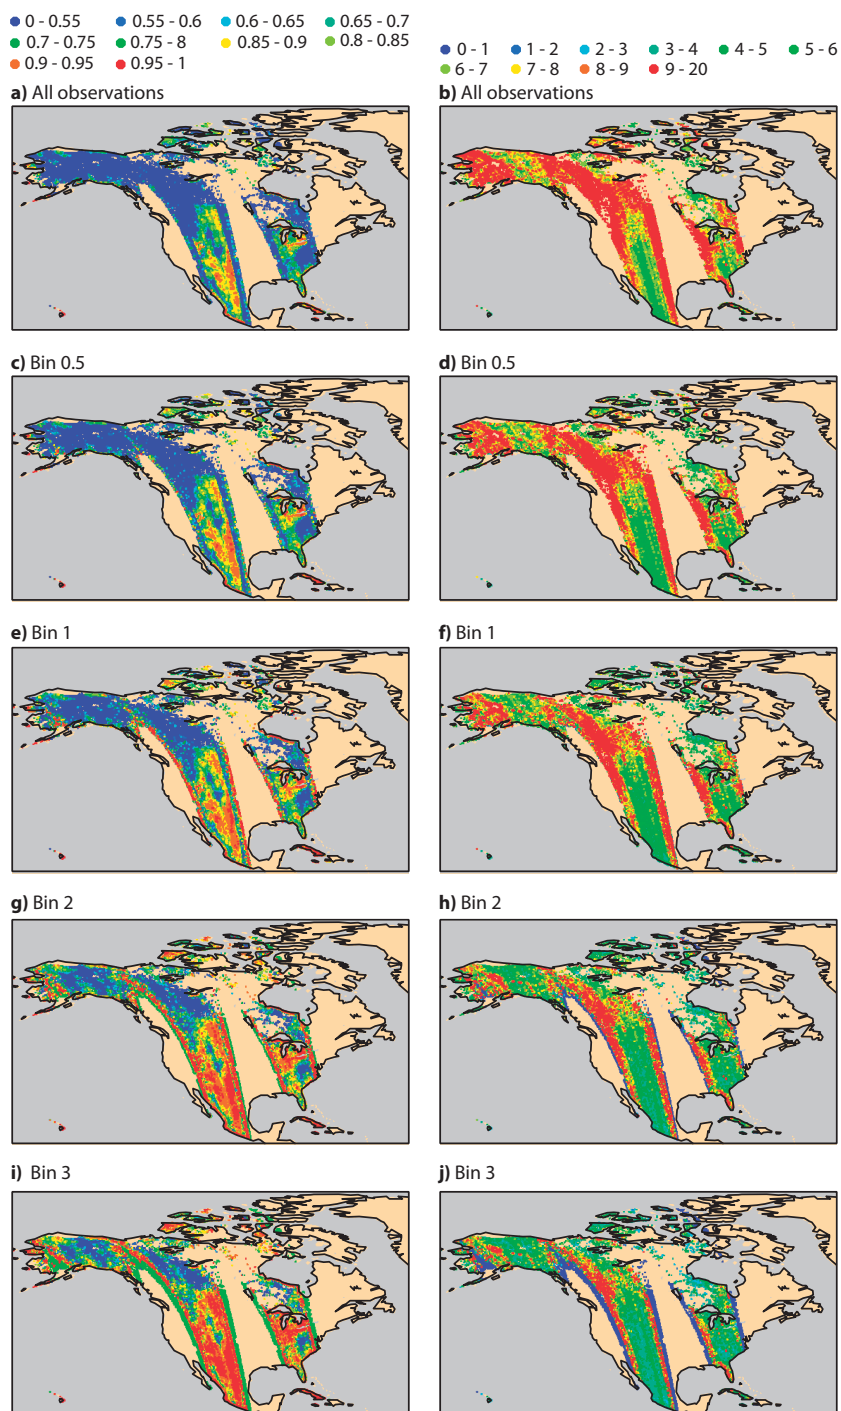 0 - 0.55 0.55 - 0.6 0.6 - 0.65 0.65 - 0.7
0.7 - 0.75 0.75 - 8 0.85 - 0.9 0.8 - 0.85
0.9 - 0.95 0.95 - 1
0 - 1 1 - 2 2 - 3 3 - 4 4 - 5 5 - 6
6 - 7 7 - 8 8 - 9 9 - 20
a) All observations
b) All observations
c) Bin 0.5
d) Bin 0.5
e) Bin 1
f) Bin 1
g) Bin 2
h) Bin 2
i) Bin 3
j) Bin 3